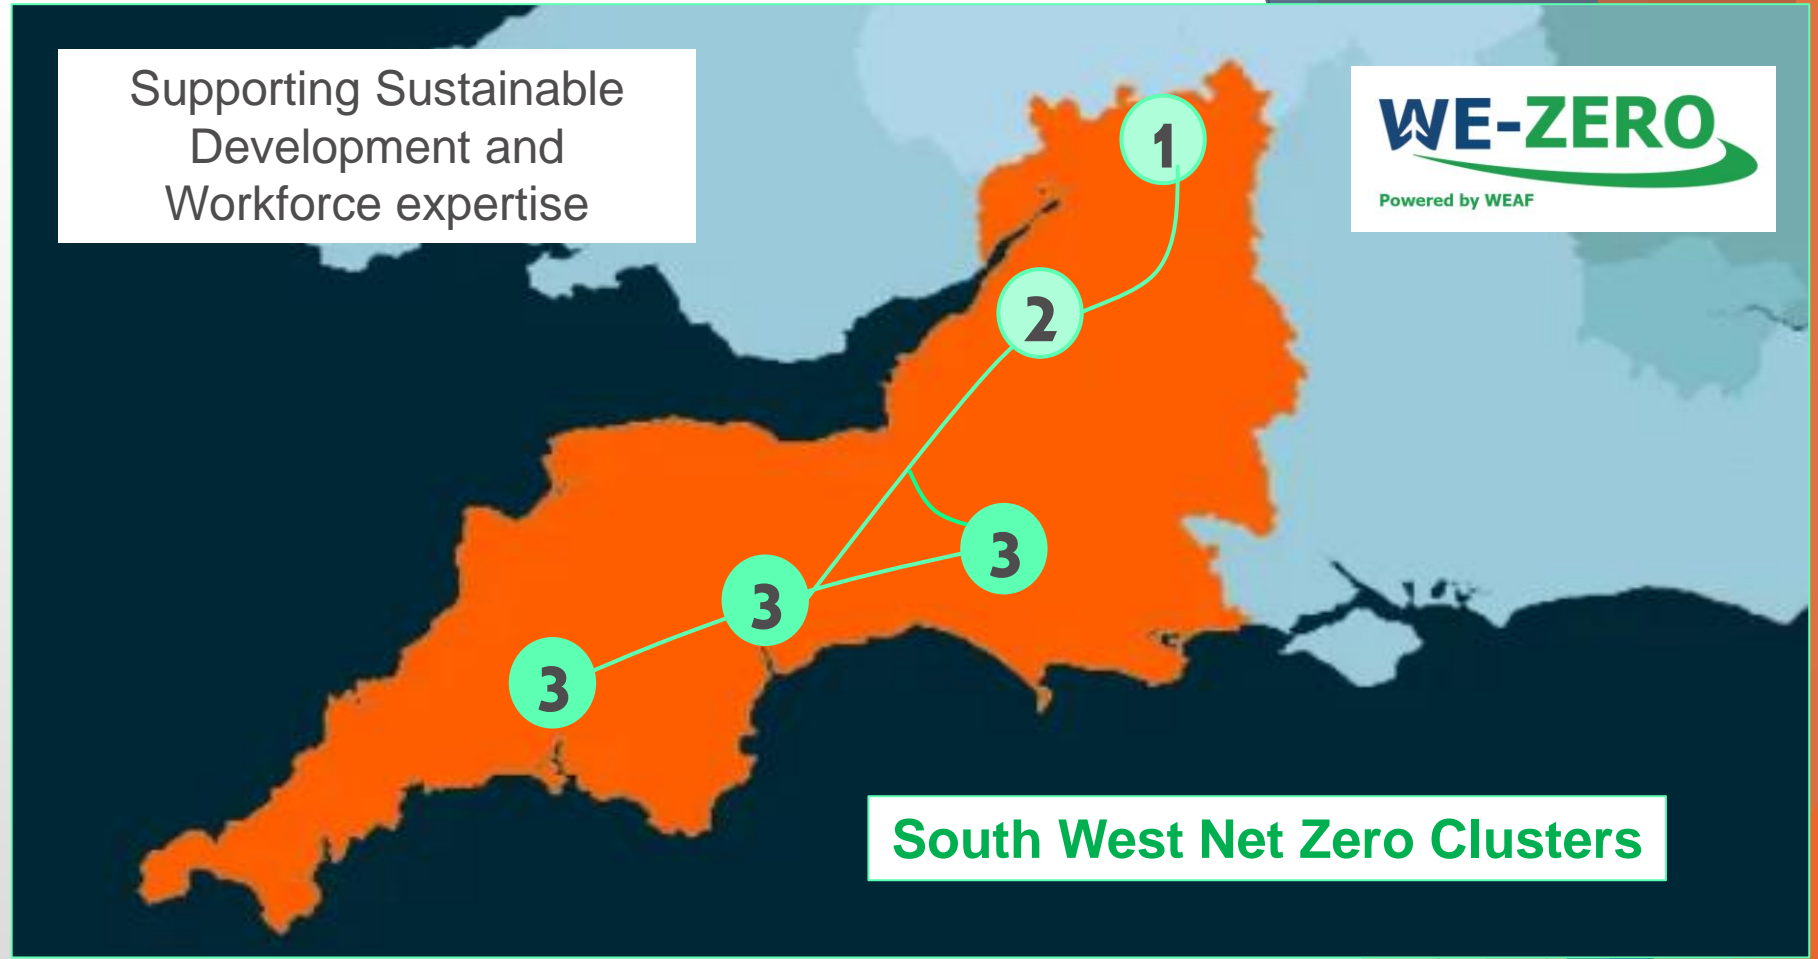 Supporting Sustainable
Development and
Workforce expertise
WE-ZERO
Powered by WEAF
1
2
3
3
3
South West Net Zero Clusters